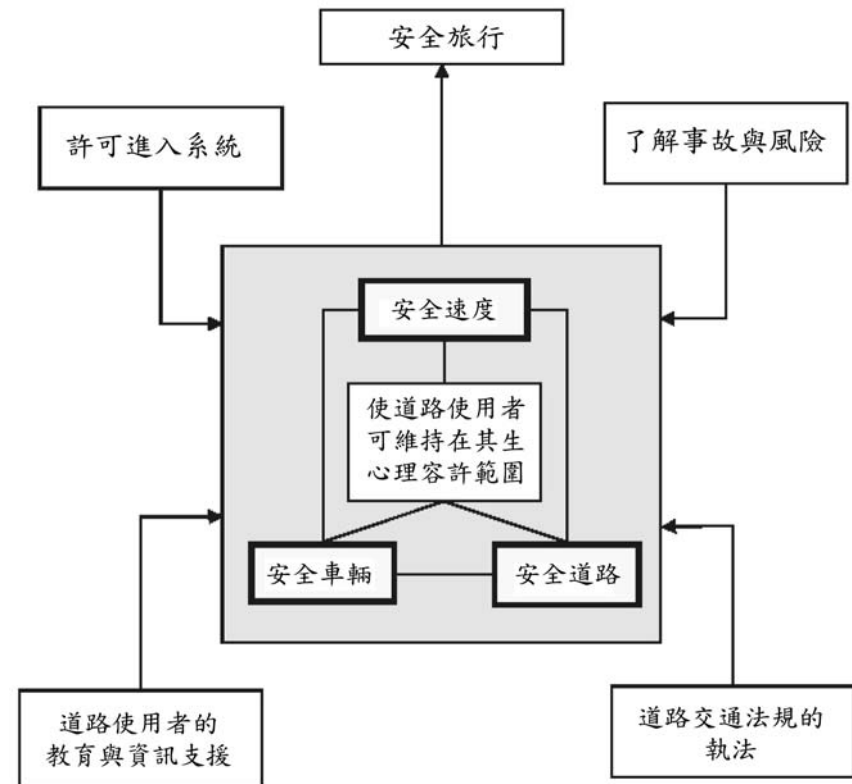 安全旅行
許可進入系統
了解事故與風險
安全速度
使道路使用者
可維持在其生
心理容許範圍
安全車輛
安全道路
道路使用者的
教育與資訊支援
道路交通法規的
執法